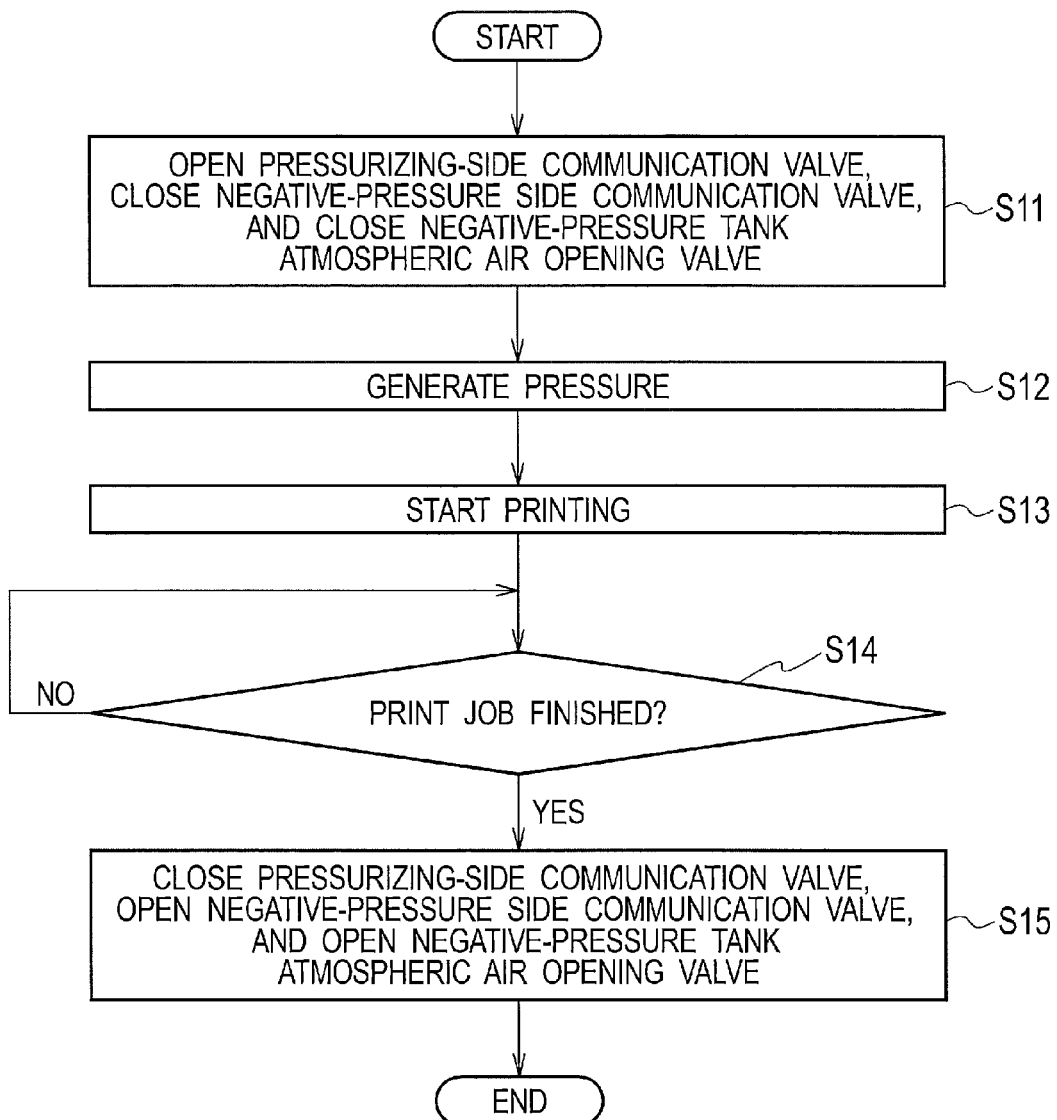 START
OPEN PRESSURIZING-SIDE COMMUNICATION VALVE,
CLOSE NEGATIVE-PRESSURE SIDE COMMUNICATION VALVE,
AND CLOSE NEGATIVE-PRESSURE TANK
ATMOSPHERIC AIR OPENING VALVE
S11
GENERATE PRESSURE
S12
START PRINTING
S13
S14
NO
PRINT JOB FINISHED?
YES
CLOSE PRESSURIZING-SIDE COMMUNICATION VALVE,
OPEN NEGATIVE-PRESSURE SIDE COMMUNICATION VALVE,
AND OPEN NEGATIVE-PRESSURE TANK
ATMOSPHERIC AIR OPENING VALVE
S15
END